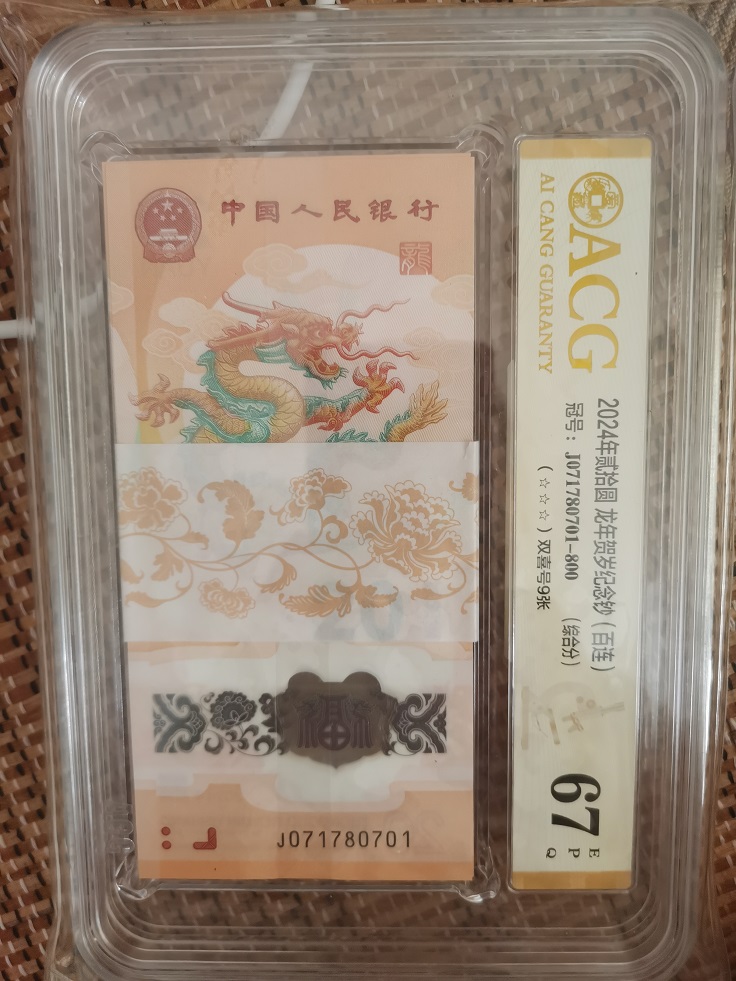 中国人民银行
龍
J071780701
ACG
AI CANG GUARANTY
2024年贰拾圆 龙年贺岁纪念钞（百连）
冠号：J071780701-800 （综合分）
（☆☆☆）双喜号9张
67 E
P
Q